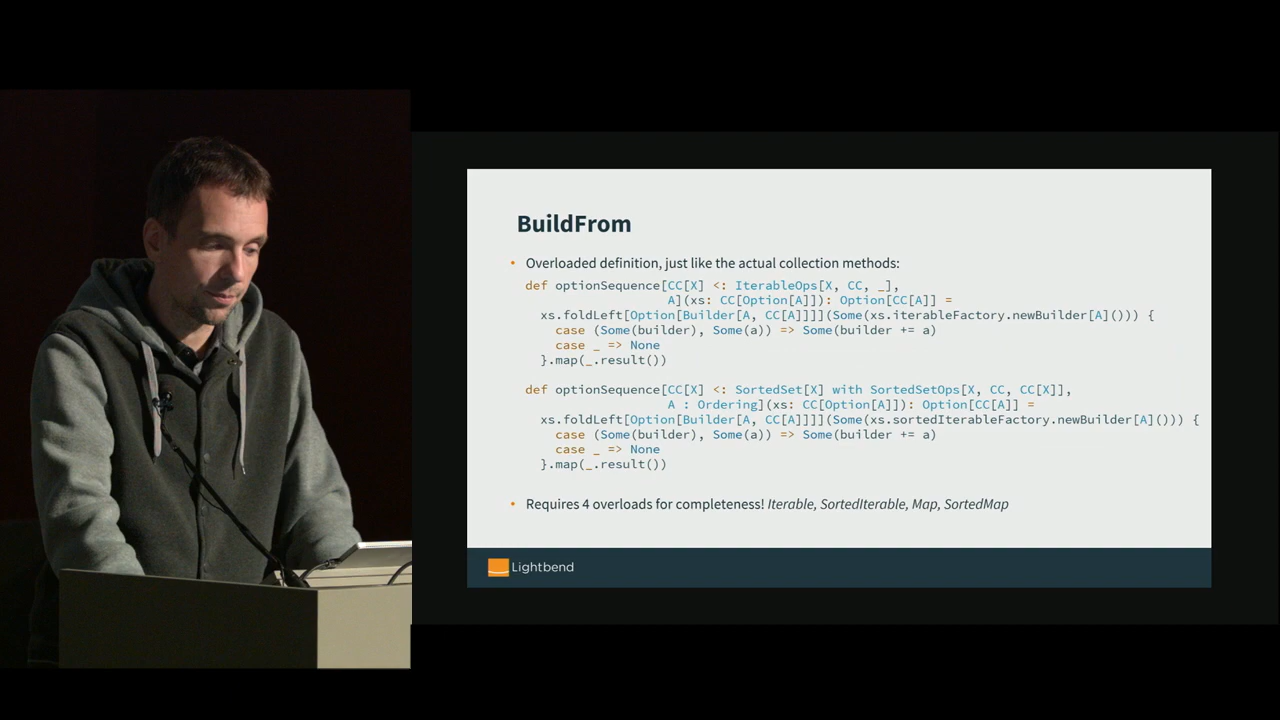 BuildFrom
• Overloaded definition, just like the actual collection methods:
def optionSequence[CC[X] <: IterableOps[X, CC, _],
A](xs: CC[Option[A]]): Option[CC[A]] =
xs.foldLeft[Option[Builder[A, CC[A]]]](Some(xs.iterableFactory.newBuilder[A]())) {
case (Some(builder), Some(a)) => Some(builder += a)
case _ => None
}.map(_.result())
def optionSequence[CC[X] <: SortedSet[X] with SortedSetOps[X, CC, CC[X]],
A : Ordering](xs: CC[Option[A]]): Option[CC[A]] =
xs.foldLeft[Option[Builder[A, CC[A]]]](Some(xs.sortedIterableFactory.newBuilder[A]())) {
case (Some(builder), Some(a)) => Some(builder += a)
case _ => None
}.map(_.result())
• Requires 4 overloads for completeness! Iterable, SortedIterable, Map, SortedMap
Lightbend